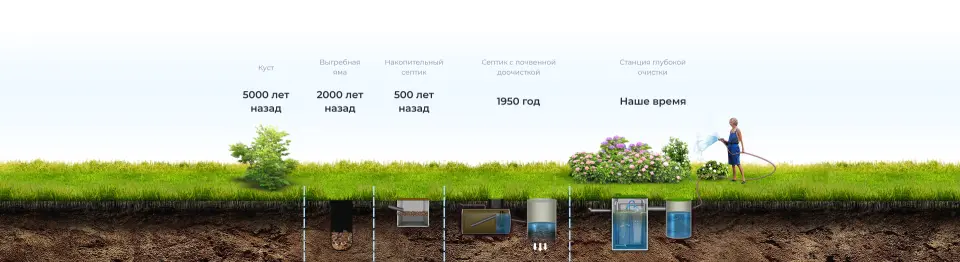 Куст
5000 лет
назад
Выгребная
яма
2000 лет
назад
Накопительный
септик
500 лет
назад
Септик с почвенной
доочисткой
1950 год
Станция глубокой
очистки
Наше время